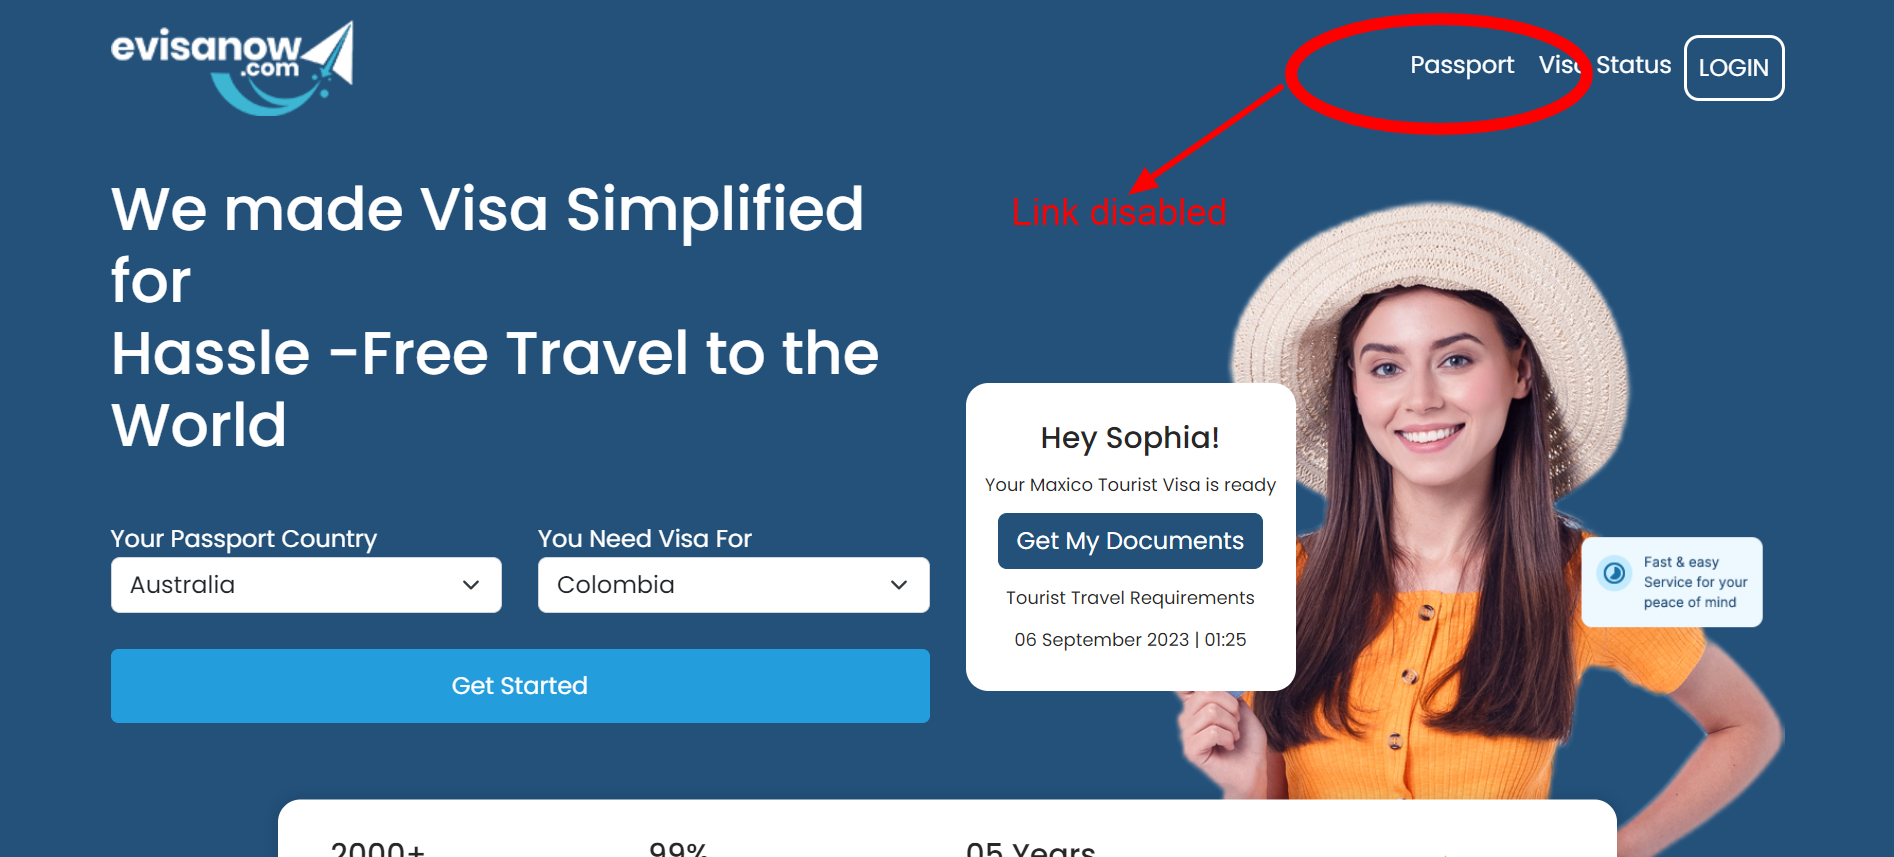 evisanow
.com
Passport Visa Status LOGIN
Link disabled
We made Visa Simplified
for
Hassle -Free Travel to the
World
Hey Sophia!
Your Maxico Tourist Visa is ready
Get My Documents
Tourist Travel Requirements
06 September 2023 | 01:25
Your Passport Country
Australia
You Need Visa For
Colombia
Get Started
Fast & easy
Service for your
peace of mind
2000+ 99% 05 Years